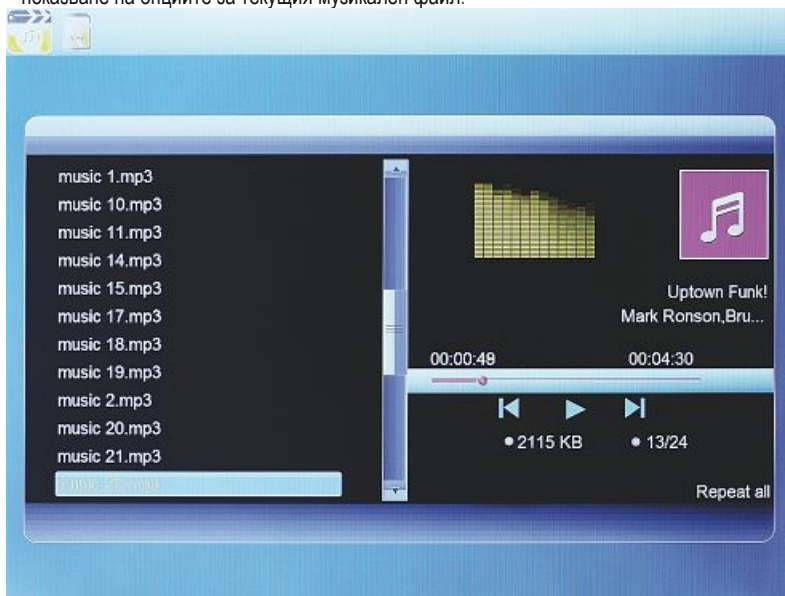 показване на опциите за текущия музикален файл.
music 1.mp3
music 10.mp3
music 11.mp3
music 14.mp3
music 15.mp3
music 17.mp3
music 18.mp3
music 19.mp3
music 2.mp3
music 20.mp3
music 21.mp3
Uptown Funk!
Mark Ronson,Bru...
00:00:49 00:04:30
2115 KB 13/24
Repeat all